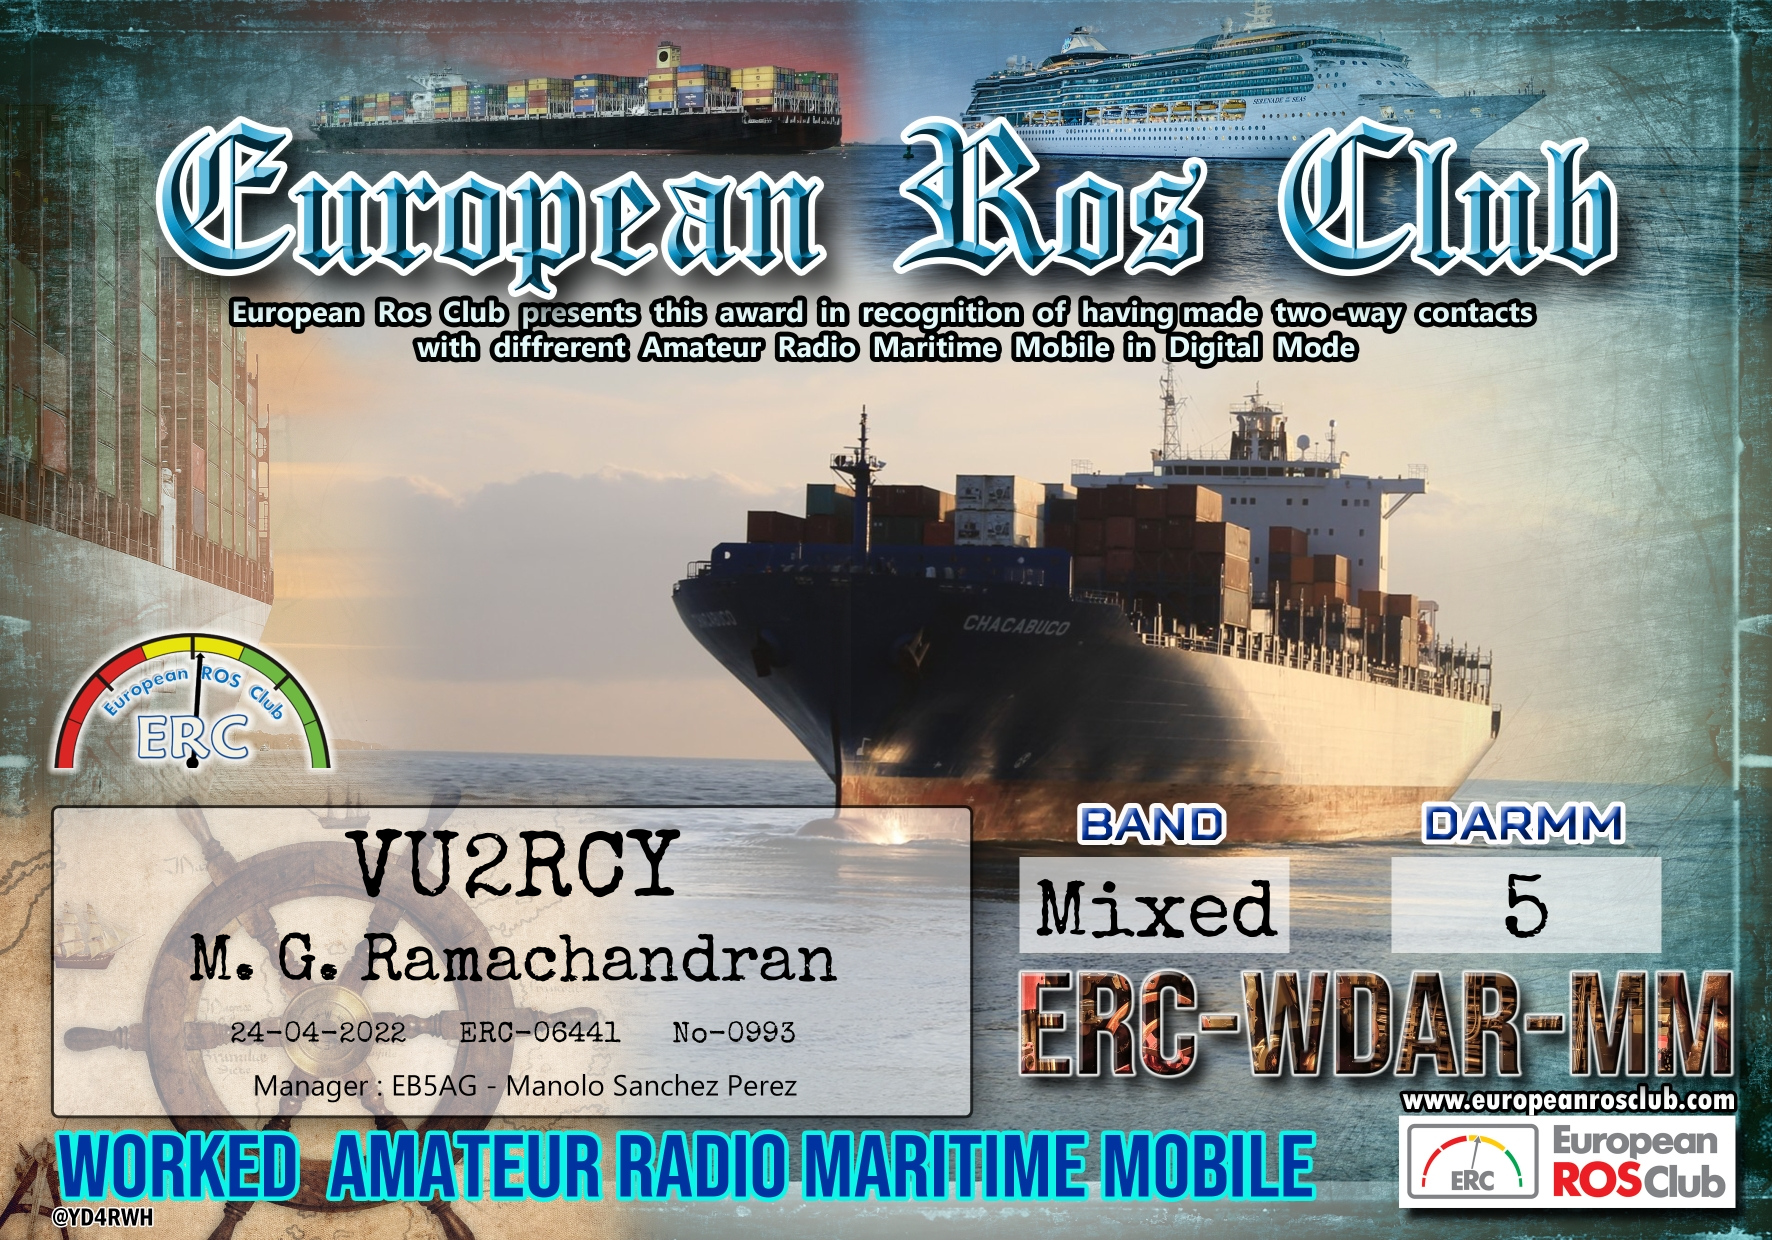 SERENADE OF THE SEAS
European Ros Club
European Ros Club presents this award in recognition of having made two-way contacts
with diffrerent Amateur Radio Maritime Mobile in Digital Mode
CHACABUCO
European ROS Club
ERC
BAND
DARMM
Mixed
5
VU2RCY
M. G. Ramachandran
24-04-2022 ERC-06441 No-0993
Manager : EB5AG - Manolo Sanchez Perez
ERC-WDAR-MM
www.europeanrosclub.com
WORKED AMATEUR RADIO MARITIME MOBILE
ERC
European
ROSClub
@YD4RWH